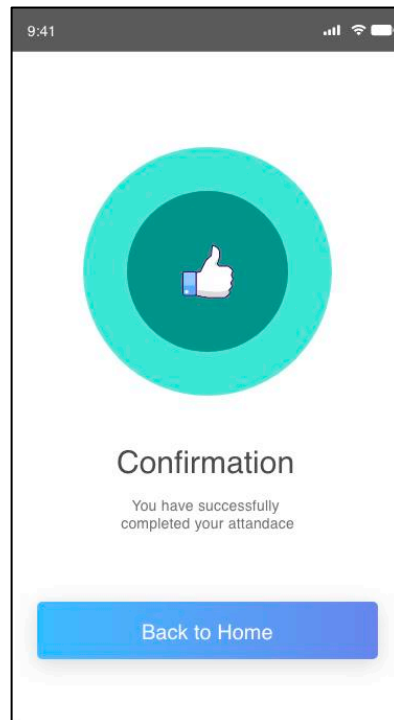 9:41
Confirmation
You have successfully
completed your attandace
Back to Home